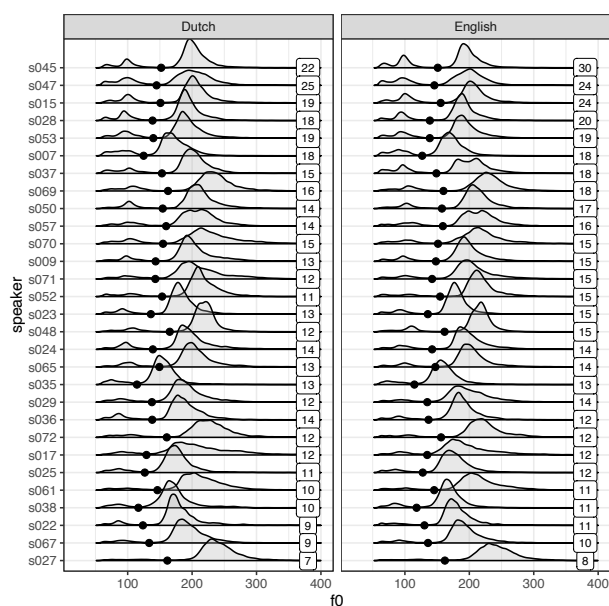 Dutch English
s045 22 30
s047 25 24
s015 19 24
s028 18 20
s053 19 18
s007 18 18
s037 15 18
s069 16 18
s050 14 17
s057 14 16
s070 15 15
s009 13 15
s071 12 15
s052 11 15
s023 13 15
s048 12 15
s024 14 14
s065 13 14
s035 13 13
s029 12 14
s036 14 12
s072 12 12
s017 12 12
s025 11 12
s061 10 11
s038 10 11
s022 9 11
s067 9 10
s027 7 8
100 200 300 400 100 200 300 400
f0
speaker